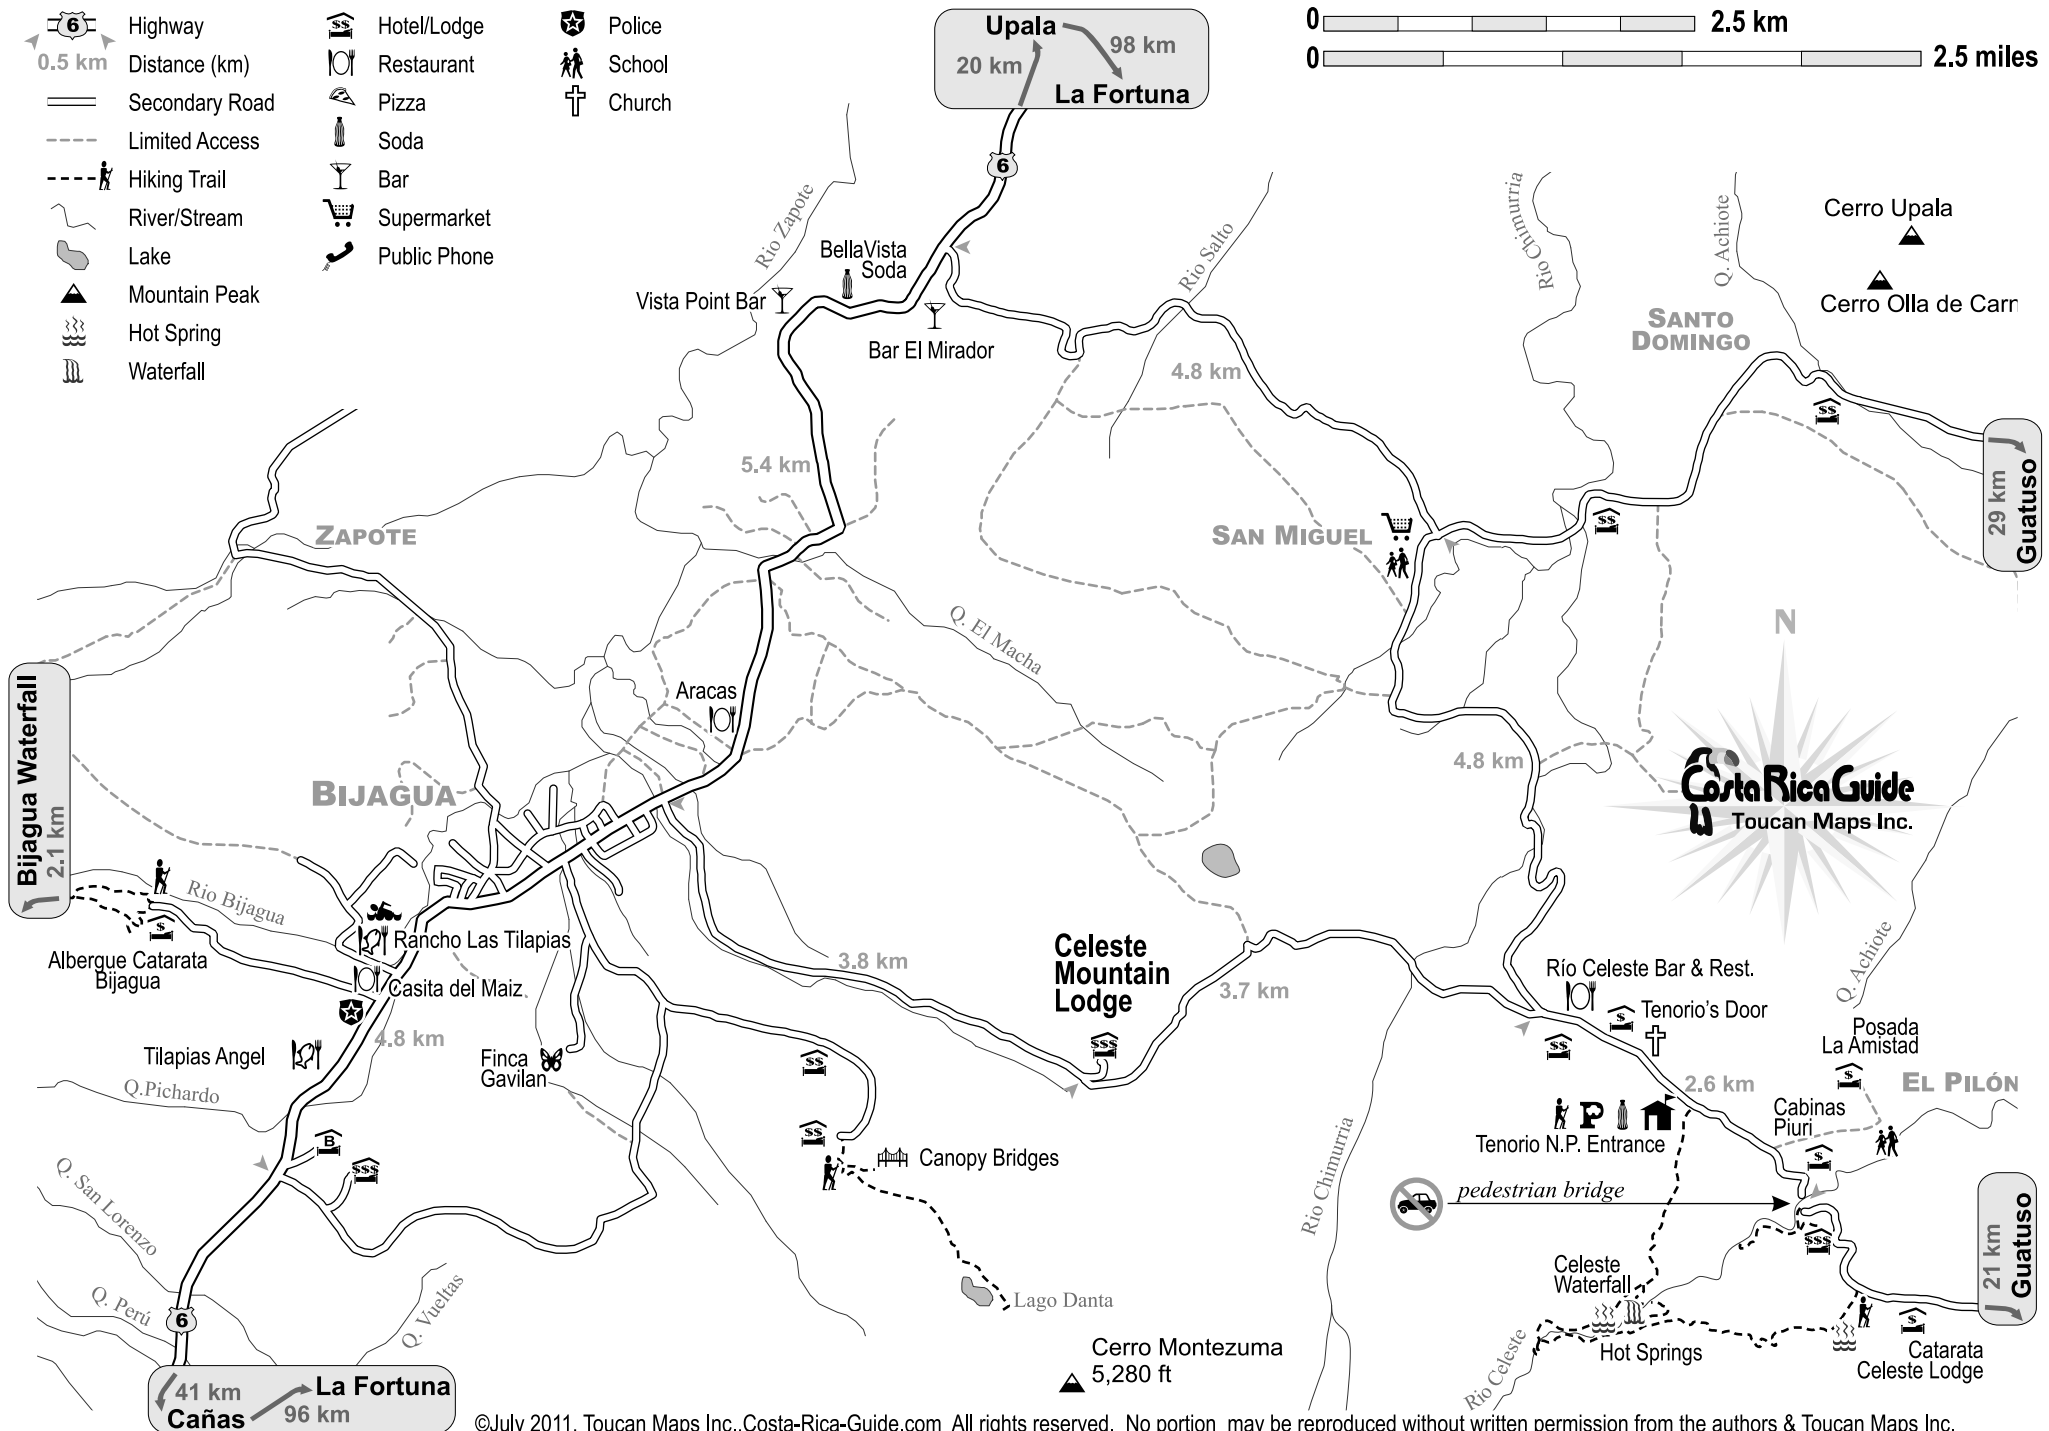 6
Highway
0.5 km
Distance (km)
Secondary Road
Limited Access
Hiking Trail
River/Stream
Lake
Mountain Peak
Hot Spring
Waterfall
$$
Hotel/Lodge
Restaurant
Pizza
Soda
Bar
Supermarket
Public Phone
Police
School
Church
Upala
98 km
20 km
La Fortuna
0
2.5 km
0
2.5 miles
6
Rio Zapote
BellaVista
Soda
Vista Point Bar
Bar El Mirador
Rio Salto
Rio Chimurria
Q. Achiote
Cerro Upala
Cerro Olla de Carn
SANTO
DOMINGO
$$
4.8 km
5.4 km
29 km
Guatuso
ZAPOTE
SAN MIGUEL
$$
Q. El Macha
N
Aracas
Bijagua Waterfall
2.1 km
BIJAGUA
4.8 km
Costa Rica Guide
Toucan Maps Inc.
Rio Bijagua
$
Albergue Catarata
Bijagua
Rancho Las Tilapias
Casita del Maiz
4.8 km
Tilapias Angel
Q.Pichardo
Finca
Gavilan
3.8 km
Celeste
Mountain
Lodge
$$$
3.7 km
Río Celeste Bar & Rest.
$
Tenorio's Door
$$
Q. Achiote
Posada
La Amistad
$
EL PILÓN
2.6 km
Cabinas
Piuri
$
P
Tenorio N.P. Entrance
$$
$$
Canopy Bridges
B
$$$
Q. San Lorenzo
Q. Perú
Q. Vueltas
6
Rio Chimurria
pedestrian bridge
$$$
21 km
Guatuso
Celeste
Waterfall
Hot Springs
Rio Celeste
$
Catarata
Celeste Lodge
Lago Danta
Cerro Montezuma
5,280 ft
41 km
Cañas
La Fortuna
96 km
©July 2011, Toucan Maps Inc., Costa-Rica-Guide.com All rights reserved. No portion may be reproduced without written permission from the authors & Toucan Maps Inc.